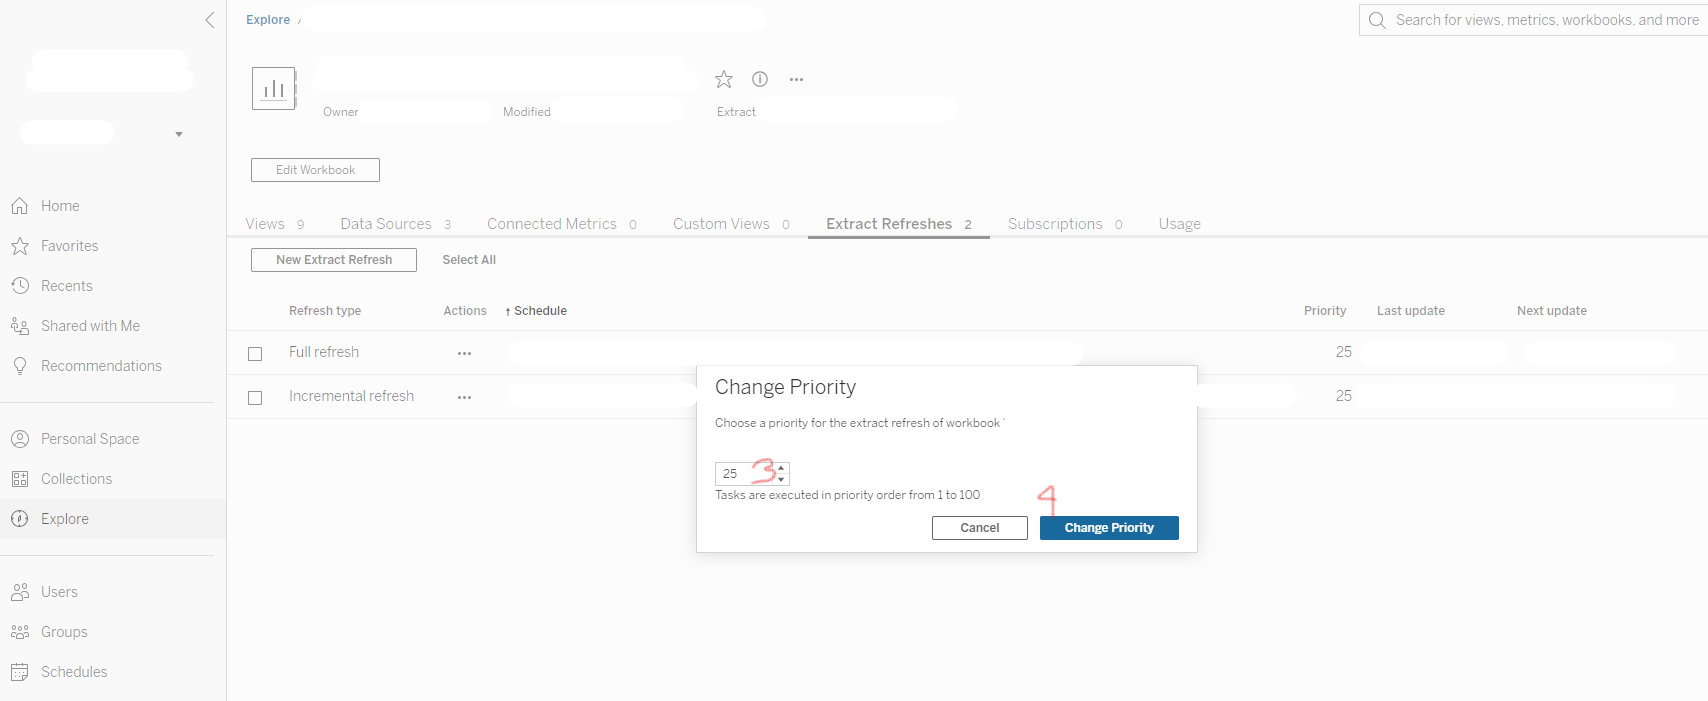 Explore /
Search for views, metrics, workbooks, and more
Owner
Modified
Extract
Edit Workbook
Home
Favorites
Recents
Shared with Me
Recommendations
Personal Space
Collections
Explore
Users
Groups
Schedules
Views 9 Data Sources 3 Connected Metrics 0 Custom Views 0 Extract Refreshes 2 Subscriptions 0 Usage
New Extract Refresh Select All
Refresh type Actions ↑ Schedule Priority Last update Next update
Full refresh ••• 25
Incremental refresh ••• 25
Change Priority
Choose a priority for the extract refresh of workbook '
25 3
Tasks are executed in priority order from 1 to 100
4
Cancel Change Priority